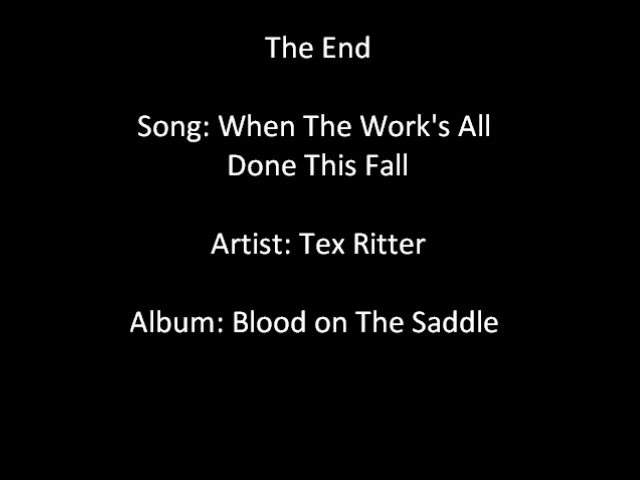 The End
Song: When The Work's All
Done This Fall
Artist: Tex Ritter
Album: Blood on The Saddle